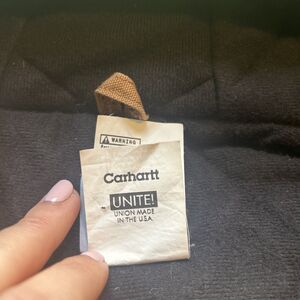 WARNING
Carhartt
UNITE!
UNION MADE
IN THE U.S.A.